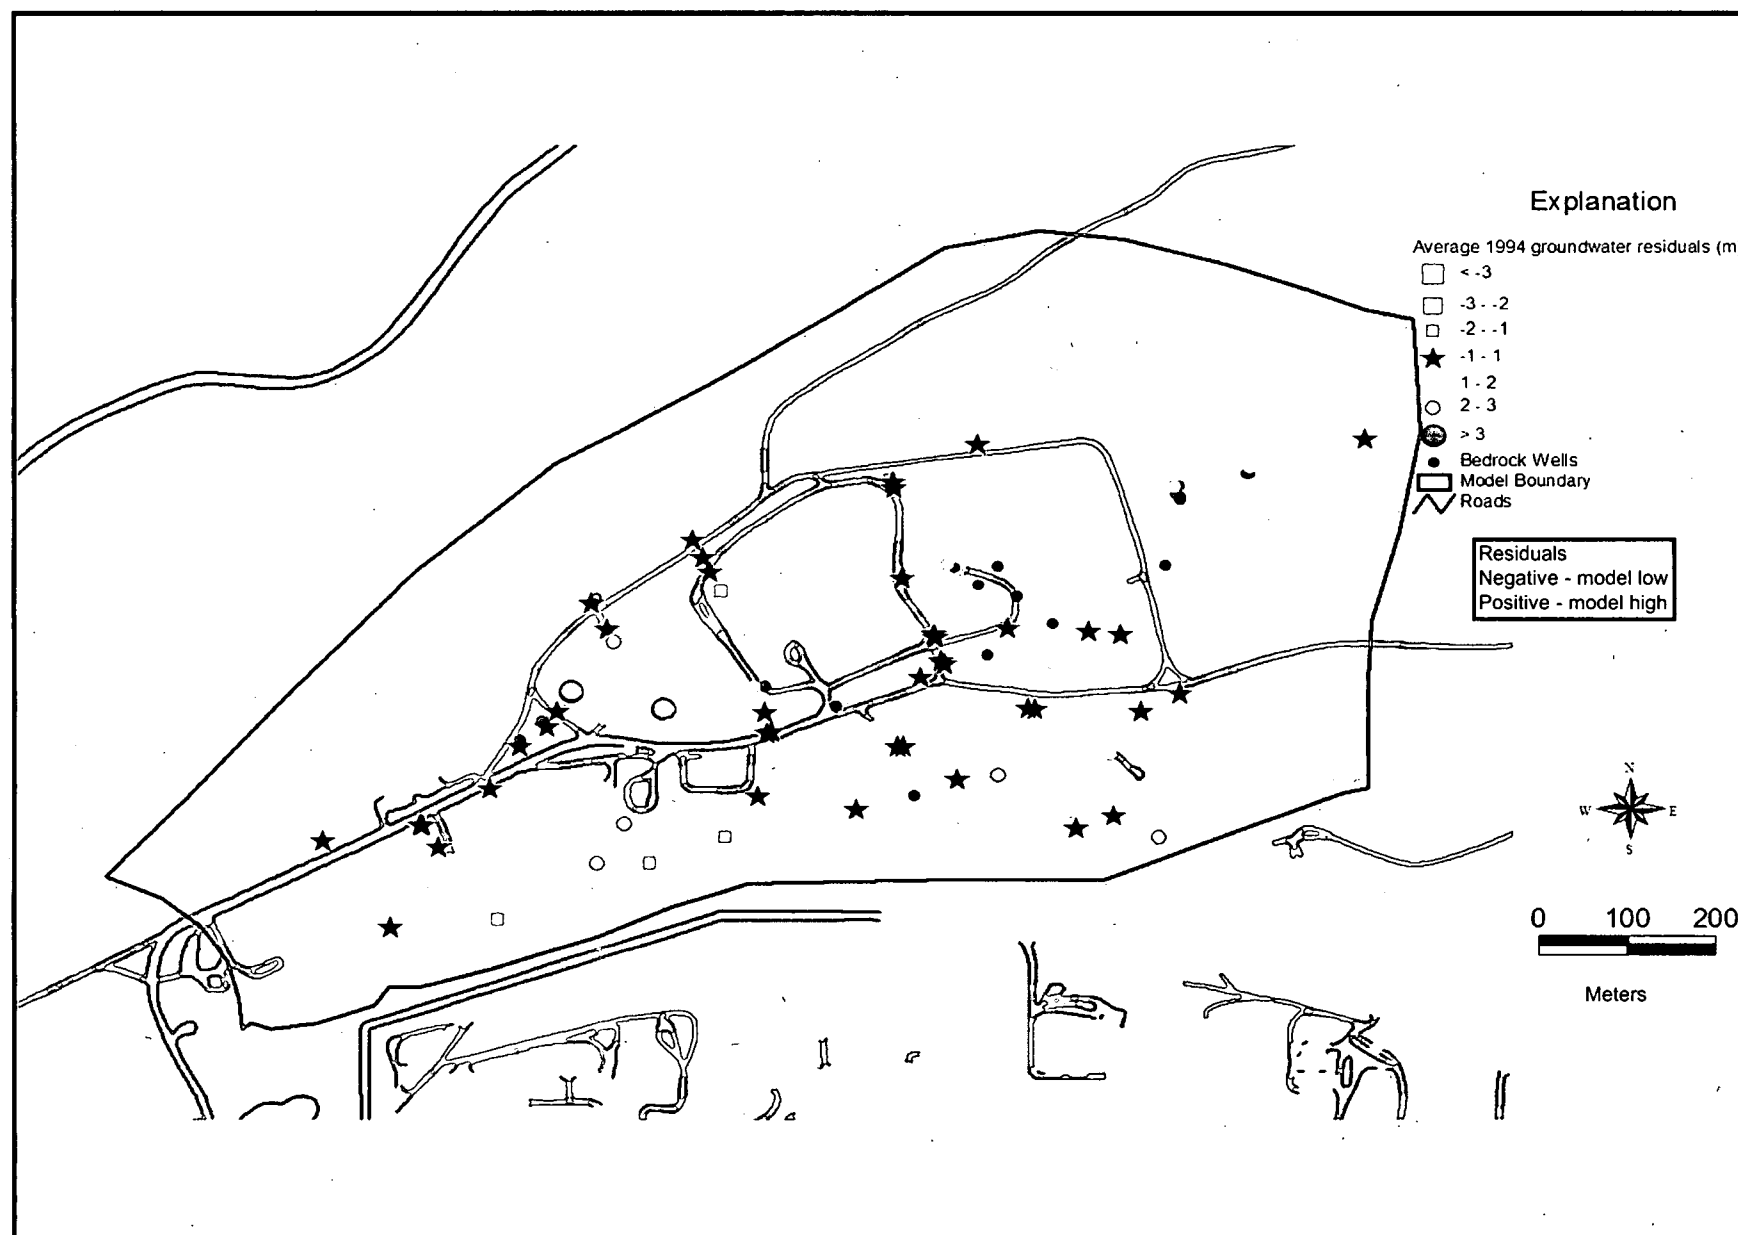 Explanation
Average 1994 groundwater residuals (m
< -3
-3 - -2
-2 - -1
-1 - 1
1 - 2
2 - 3
> 3
Bedrock Wells
Model Boundary
Roads
Residuals
Negative - model low
Positive - model high
N
W E
S
0 100 200
Meters